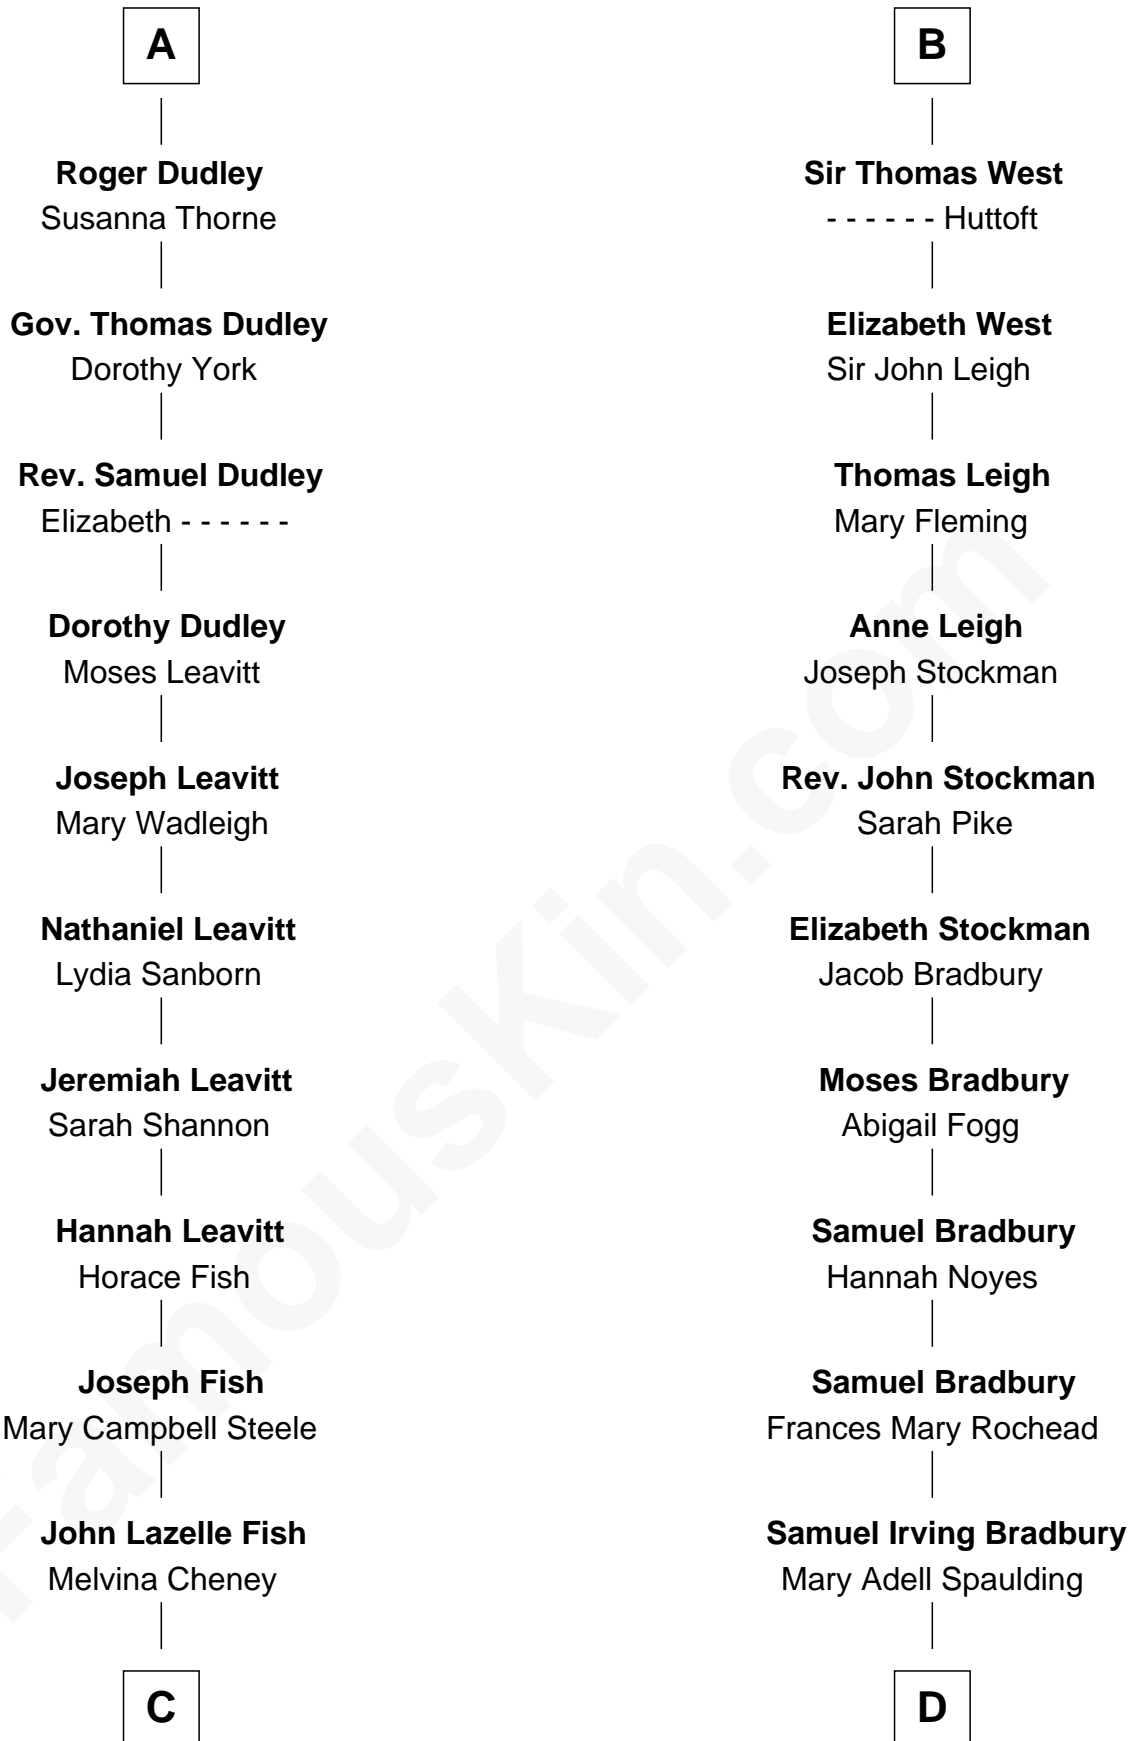 A
Roger Dudley
Susanna Thorne
Gov. Thomas Dudley
Dorothy York
Rev. Samuel Dudley
Elizabeth - - - - - -
Dorothy Dudley
Moses Leavitt
Joseph Leavitt
Mary Wadleigh
Nathaniel Leavitt
Lydia Sanborn
Jeremiah Leavitt
Sarah Shannon
Hannah Leavitt
Horace Fish
Joseph Fish
Mary Campbell Steele
John Lazelle Fish
Melvina Cheney
C
B
Sir Thomas West
- - - - - - Huttoft
Elizabeth West
Sir John Leigh
Thomas Leigh
Mary Fleming
Anne Leigh
Joseph Stockman
Rev. John Stockman
Sarah Pike
Elizabeth Stockman
Jacob Bradbury
Moses Bradbury
Abigail Fogg
Samuel Bradbury
Hannah Noyes
Samuel Bradbury
Frances Mary Rochead
Samuel Irving Bradbury
Mary Adell Spaulding
D
FamousKin.com